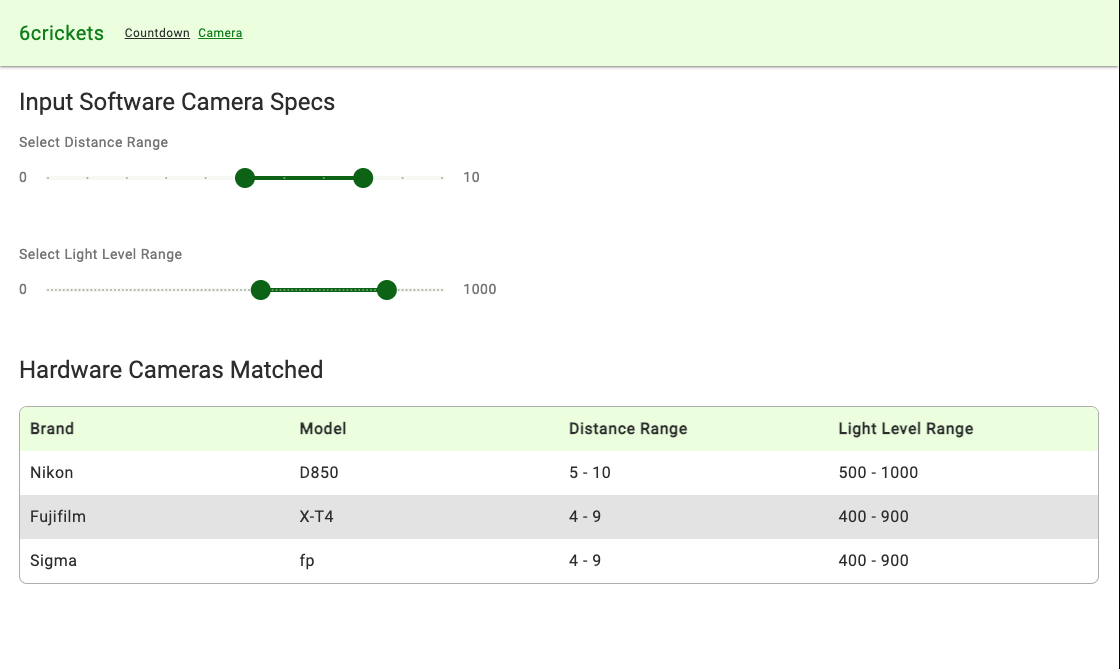 6crickets Countdown Camera
Input Software Camera Specs
Select Distance Range
0 10
Select Light Level Range
0 1000
Hardware Cameras Matched
Brand Model Distance Range Light Level Range
Nikon D850 5 - 10 500 - 1000
Fujifilm X-T4 4 - 9 400 - 900
Sigma fp 4 - 9 400 - 900